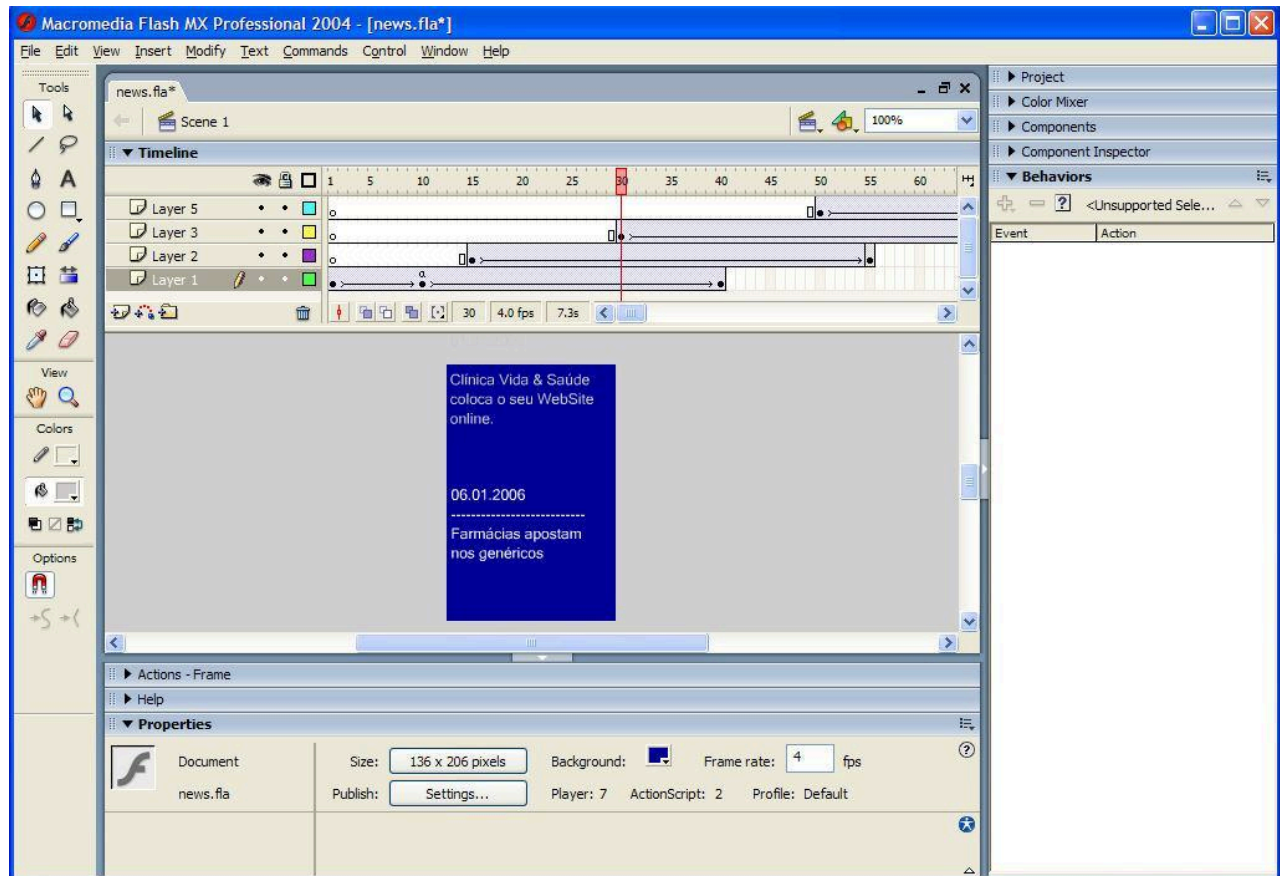 Macromedia Flash MX Professional 2004 - [news.fla*]
File Edit View Insert Modify Text Commands Control Window Help
Tools
View
Colors
Options
news.fla*
Scene 1
100%
Timeline
1 5 10 15 20 25 30 35 40 45 50 55 60
Layer 5
Layer 3
Layer 2
Layer 1
a
30 4.0 fps 7.3s
Clínica Vida & Saúde
coloca o seu WebSite
online.
06.01.2006
---------------------------
Farmácias apostam
nos genéricos
Actions - Frame
Help
Properties
Document
news.fla
Size: 136 x 206 pixels Background: Frame rate: 4 fps
Publish: Settings... Player: 7 ActionScript: 2 Profile: Default
Project
Color Mixer
Components
Component Inspector
Behaviors
<Unsupported Sele...
Event Action